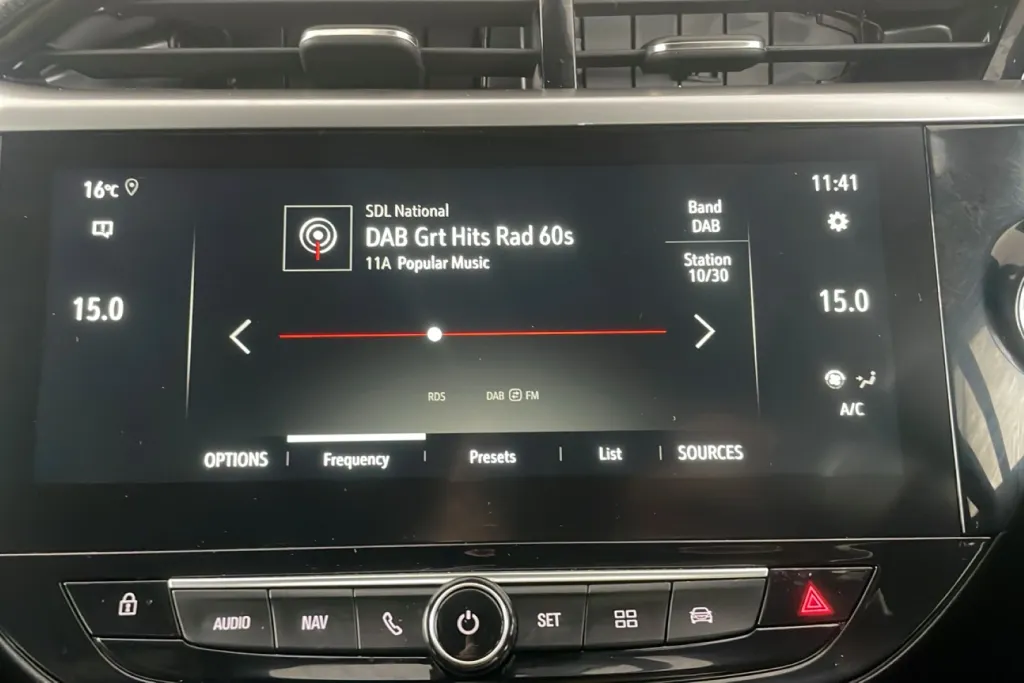 16°C
11:41
SDL National
DAB Grt Hits Rad 60s
11A Popular Music
Band
DAB
Station
10/30
15.0
15.0
RDS
DAB FM
A/C
OPTIONS
Frequency
Presets
List
SOURCES
AUDIO
NAV
SET